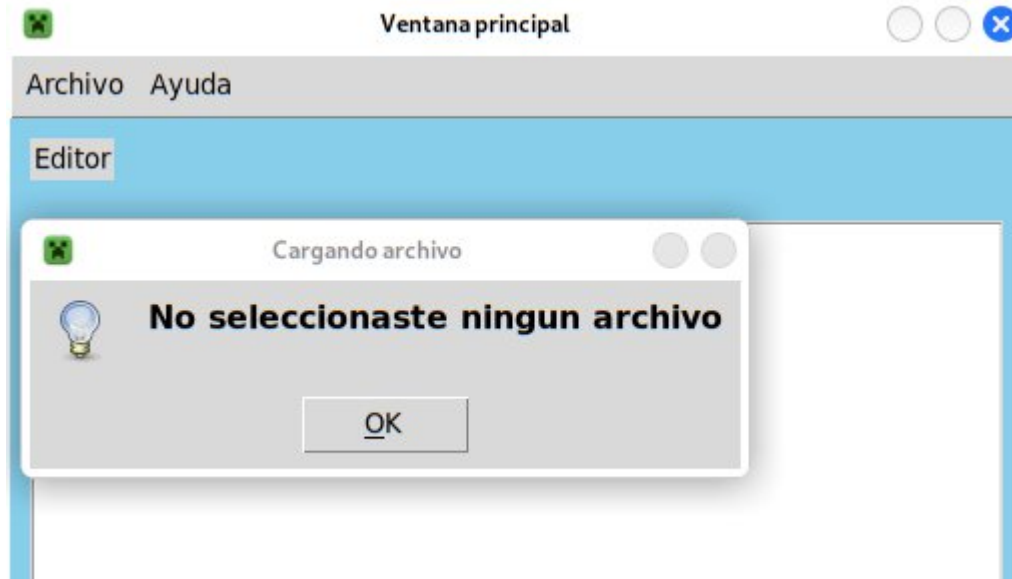 Ventana principal
Archivo Ayuda
Editor
Cargando archivo
No seleccionaste ningun archivo
OK